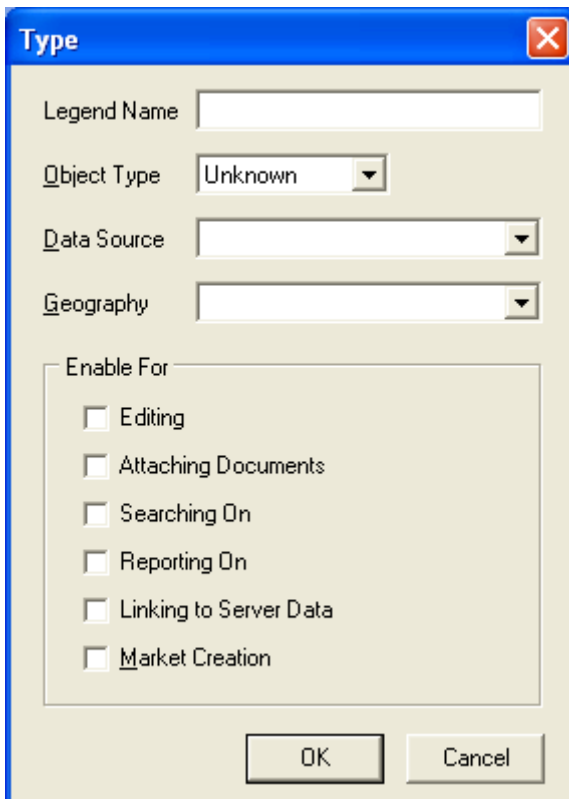 Type
Legend Name
Object Type Unknown
Data Source
Geography
Enable For
Editing
Attaching Documents
Searching On
Reporting On
Linking to Server Data
Market Creation
OK Cancel